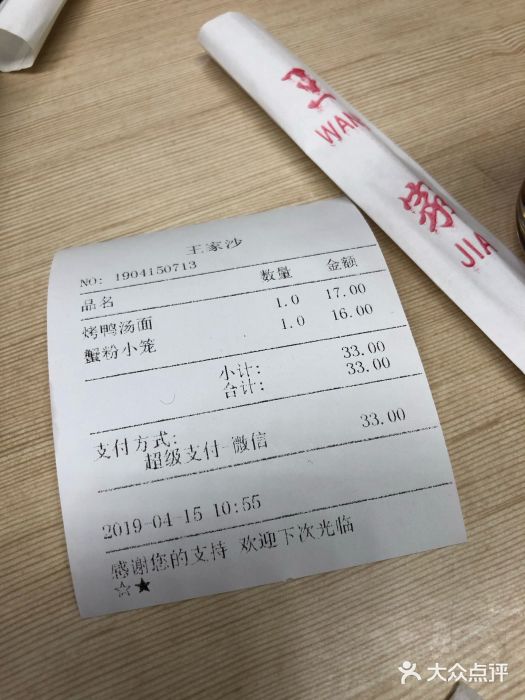 王家沙
NO: 1904150713
品名 数量 金额
烤鸭汤面 1.0 17.00
蟹粉小笼 1.0 16.00
小计: 33.00
合计: 33.00
支付方式:
超级支付-微信 33.00
2019-04-15 10:55
感谢您的支持 欢迎下次光临
☆★
王
WAN
家
JIA
大众点评